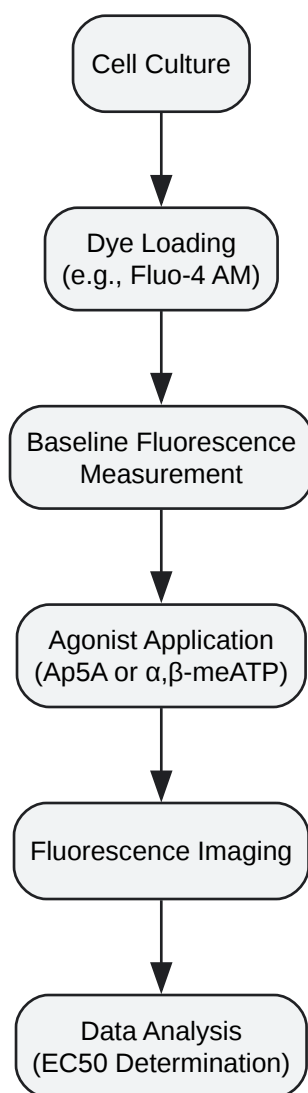 Cell Culture
Dye Loading
(e.g., Fluo-4 AM)
Baseline Fluorescence
Measurement
Agonist Application
(Ap5A or α,β-meATP)
Fluorescence Imaging
Data Analysis
(EC50 Determination)